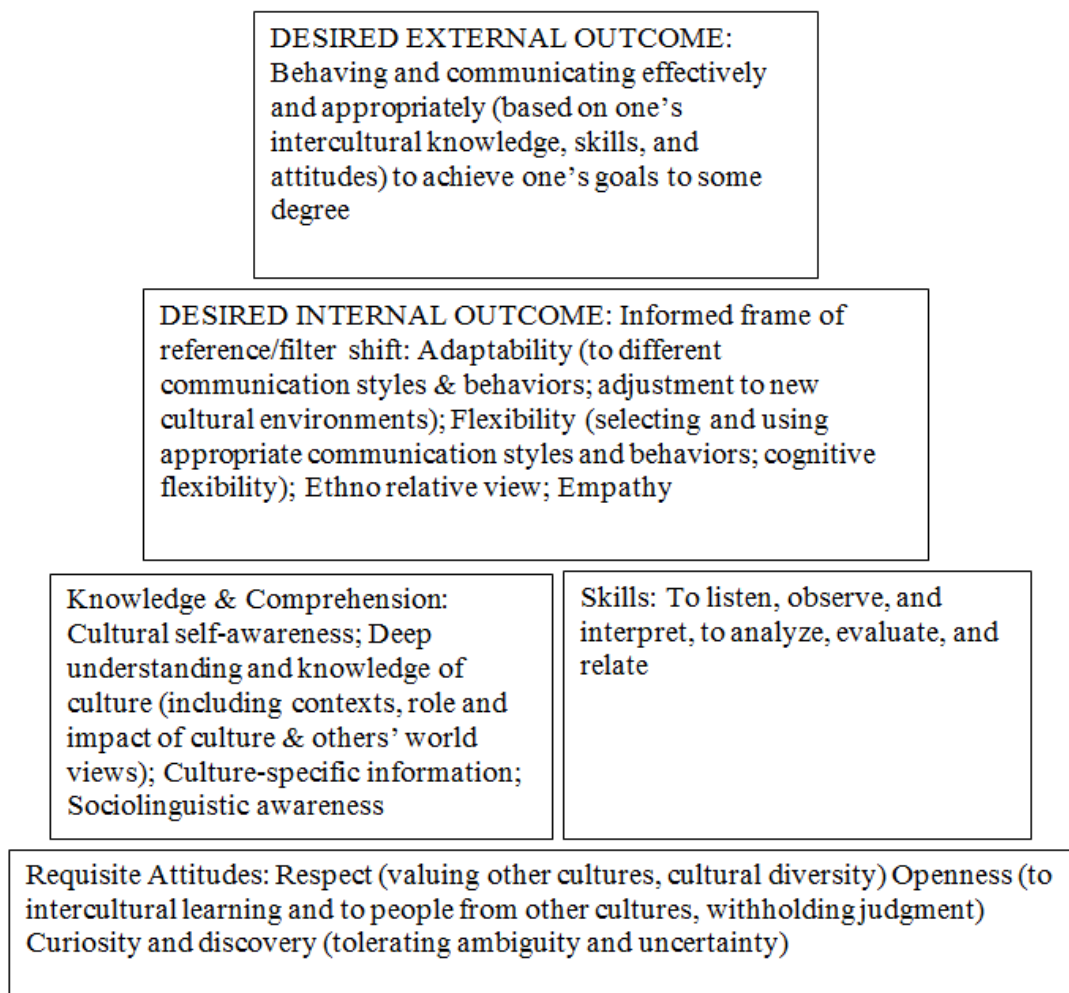 DESIRED EXTERNAL OUTCOME:
Behaving and communicating effectively
and appropriately (based on one’s
intercultural knowledge, skills, and
attitudes) to achieve one’s goals to some
degree
DESIRED INTERNAL OUTCOME: Informed frame of
reference/filter shift: Adaptability (to different
communication styles & behaviors; adjustment to new
cultural environments); Flexibility (selecting and using
appropriate communication styles and behaviors; cognitive
flexibility); Ethno relative view; Empathy
Knowledge & Comprehension:
Cultural self-awareness; Deep
understanding and knowledge of
culture (including contexts, role and
impact of culture & others’ world
views); Culture-specific information;
Sociolinguistic awareness
Skills: To listen, observe, and
interpret, to analyze, evaluate, and
relate
Requisite Attitudes: Respect (valuing other cultures, cultural diversity) Openness (to
intercultural learning and to people from other cultures, withholding judgment)
Curiosity and discovery (tolerating ambiguity and uncertainty)